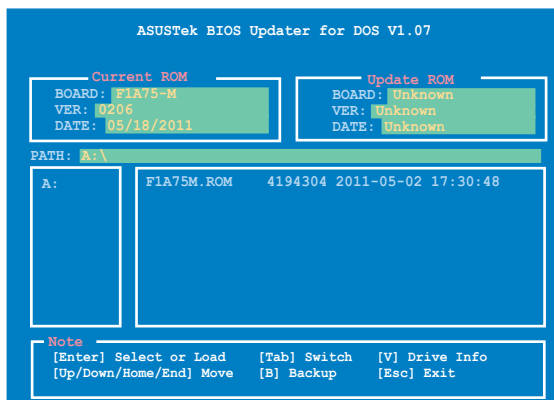 ASUSTek BIOS Updater for DOS V1.07
Current ROM
BOARD: F1A75-M
VER: 0206
DATE: 05/18/2011
Update ROM
BOARD: Unknown
VER: Unknown
DATE: Unknown
PATH: A:\
A:
F1A75M.ROM 4194304 2011-05-02 17:30:48
Note
[Enter] Select or Load [Tab] Switch [V] Drive Info
[Up/Down/Home/End] Move [B] Backup [Esc] Exit